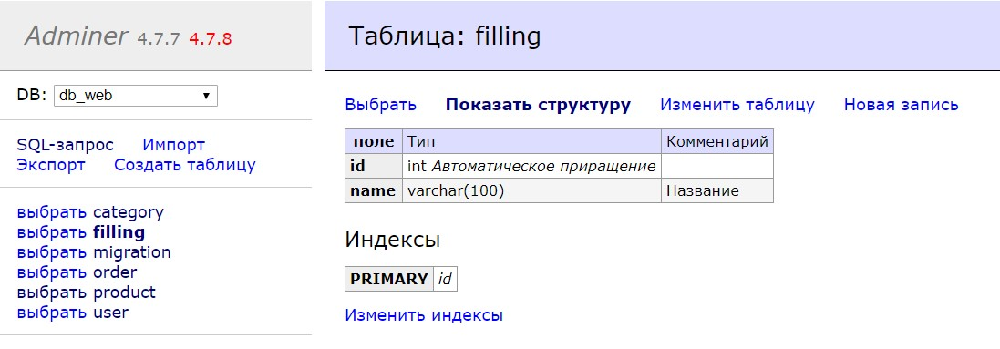 Adminer 4.7.7 4.7.8
DB: db_web
SQL-запрос Импорт
Экспорт Создать таблицу
выбрать category
выбрать filling
выбрать migration
выбрать order
выбрать product
выбрать user
Таблица: filling
Выбрать Показать структуру Изменить таблицу Новая запись
поле Тип Комментарий
id int Автоматическое приращение
name varchar(100) Название
Индексы
PRIMARY id
Изменить индексы